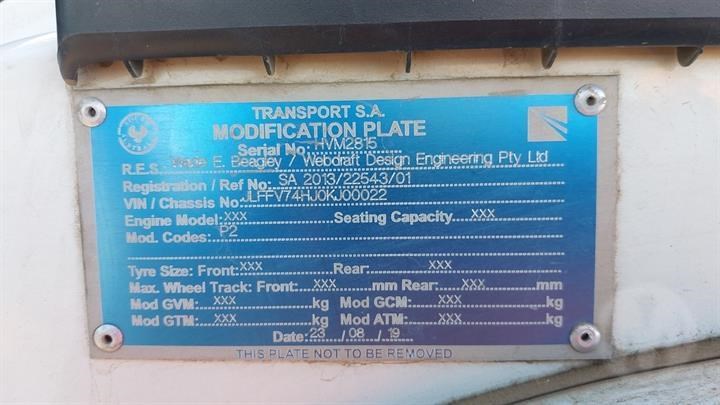 TRANSPORT S.A.
MODIFICATION PLATE
Serial No. HVM2815
R.E.S. Wade E. Beagley / Webdraft Design Engineering Pty Ltd
Registration / Ref No. SA 2013/22543/01
VIN / Chassis No: JLFFV74HJ0KJ00022
Engine Model: XXX Seating Capacity XXX
Mod. Codes: P2
Tyre Size: Front: XXX Rear: XXX
Max. Wheel Track: Front: XXX mm Rear: XXX mm
Mod GVM: XXX kg Mod GCM: XXX kg
Mod GTM: XXX kg Mod ATM: XXX kg
Date: 23 / 08 / 19
THIS PLATE NOT TO BE REMOVED